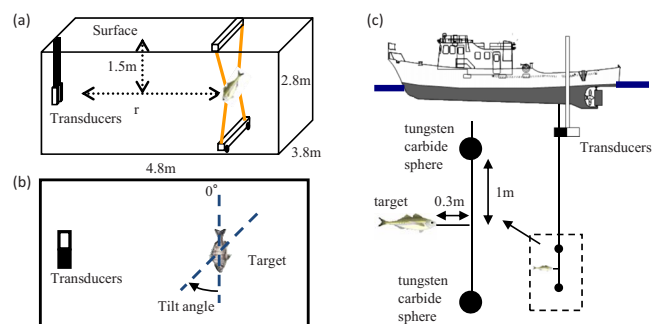 (a)
Surface
1.5m
r
Transducers
2.8m
3.8m
4.8m
(b)
0°
Transducers
Target
Tilt angle
(c)
tungsten
carbide
sphere
Transducers
1m
target
0.3m
tungsten
carbide
sphere